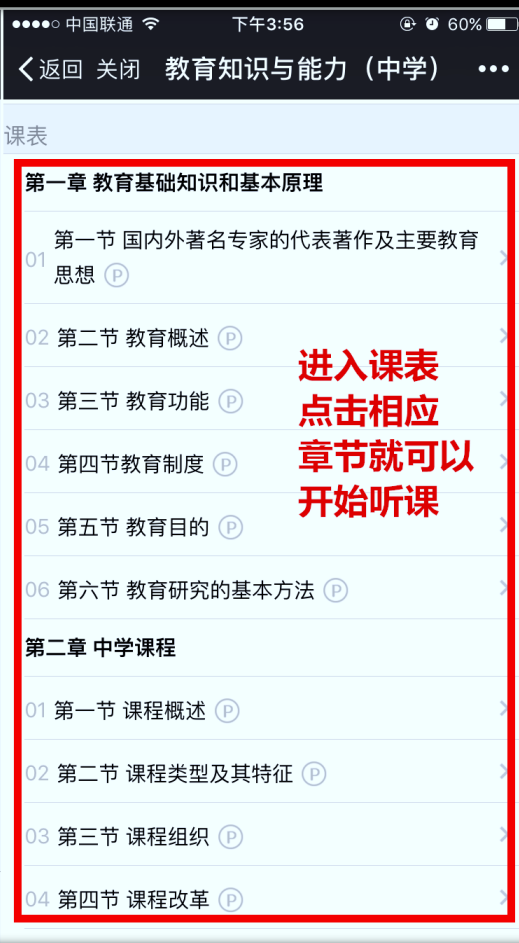 中国联通 下午3:56 60%
返回 关闭 教育知识与能力（中学） •••
课表
第一章 教育基础知识和基本原理
01 第一节 国内外著名专家的代表著作及主要教育
思想 P
02 第二节 教育概述 P
03 第三节 教育功能 P
04 第四节教育制度 P
05 第五节 教育目的 P
06 第六节 教育研究的基本方法 P
进入课表
点击相应
章节就可以
开始听课
第二章 中学课程
01 第一节 课程概述 P
02 第二节 课程类型及其特征 P
03 第三节 课程组织 P
04 第四节 课程改革 P